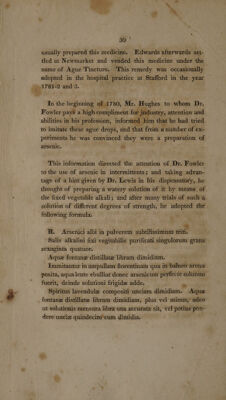 30
usually prepared this medicine. Edwards afterwards set-
tled at Newmarket and vended this medicine under the
name of Ague Tincture. This remedy was occasionally
adopted in the hospital practice at Stafford in the year
1781-2 and 3.
In the beginning of 1780, Mr. Hughes to whom Dr.
Fowler pays a high compliment for industry, attention and
abilities in his profession, informed him that he had tried
to imitate these ague drops, and that from a number of ex-
periments he was convinced they were a preparation of
arsenic.
This information directed the attention of Dr. Fowler
to the use of arsenic in intermittents; and taking advan-
tage of a hint given by Dr. Lewis in his dispensatory, he
thought of preparing a watery solution of it by means of
the fixed vegetable alkali; and after many trials of such a
solution of different degrees of strength, he adopted the
following formula:
R. Arsenici albi in pulverem subtilissimum triti.
Salis alkalini fixi vegitabilis purificati singulorum grana
sexaginta quatuor.
Aquæ fontanæ distillatæ libram dimidiam.
Immittantur in ampullam florentinam qua in balneo arenæ
posita, aqua lente ebulliat donec arsenicum perfecte solutum
fuerit, deinde solutioni frigidæ adde.
Spiritus lavendulæ compositi unciam dimidiam. Aquæ
fontanæ distillatæ libram dimidiam, plus vel minus, adeo
ut solutionis mensura libra una accurata sit, vel potius pon-
dere unciæ quindecim cum dimidia.